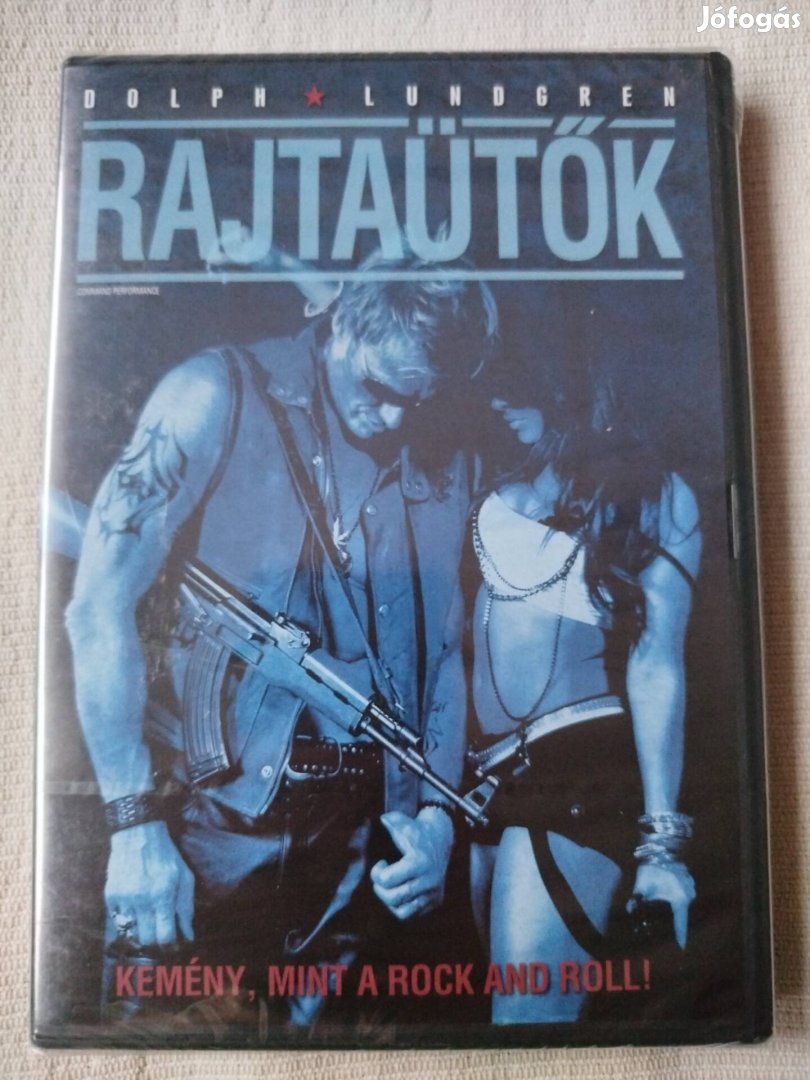 Jófogás
DOLPH ★ LUNDGREN
RAJTAÜTŐK
COMMAND PERFORMANCE
KEMÉNY, MINT A ROCK AND ROLL!